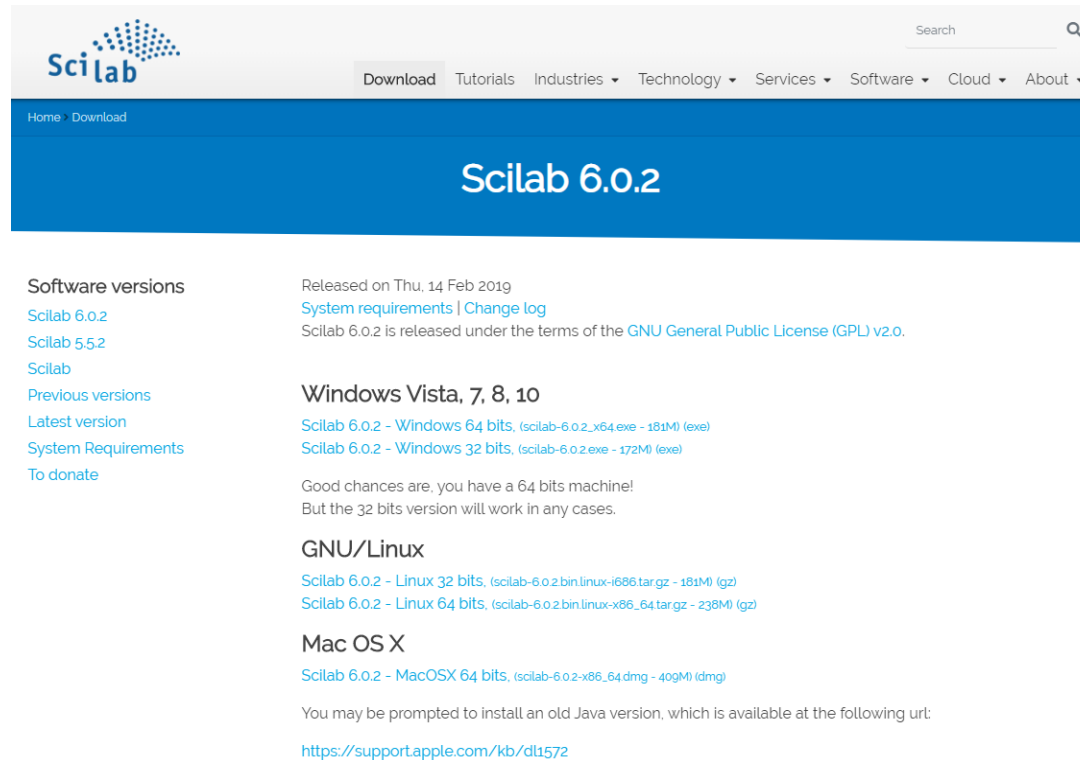 Scilab
Search
Download Tutorials Industries Technology Services Software Cloud About
Home Download
Scilab 6.0.2
Software versions
Scilab 6.0.2
Scilab 5.5.2
Scilab
Previous versions
Latest version
System Requirements
To donate
Released on Thu, 14 Feb 2019
System requirements | Change log
Scilab 6.0.2 is released under the terms of the GNU General Public License (GPL) v2.0.
Windows Vista, 7, 8, 10
Scilab 6.0.2 - Windows 64 bits, (scilab-6.0.2_x64.exe - 181M) (exe)
Scilab 6.0.2 - Windows 32 bits, (scilab-6.0.2.exe - 172M) (exe)
Good chances are, you have a 64 bits machine!
But the 32 bits version will work in any cases.
GNU/Linux
Scilab 6.0.2 - Linux 32 bits, (scilab-6.0.2.bin.linux-i686.tar.gz - 181M) (gz)
Scilab 6.0.2 - Linux 64 bits, (scilab-6.0.2.bin.linux-x86_64.tar.gz - 238M) (gz)
Mac OS X
Scilab 6.0.2 - MacOSX 64 bits, (scilab-6.0.2-x86_64.dmg - 409M) (dmg)
You may be prompted to install an old Java version, which is available at the following url:
https://support.apple.com/kb/dl1572